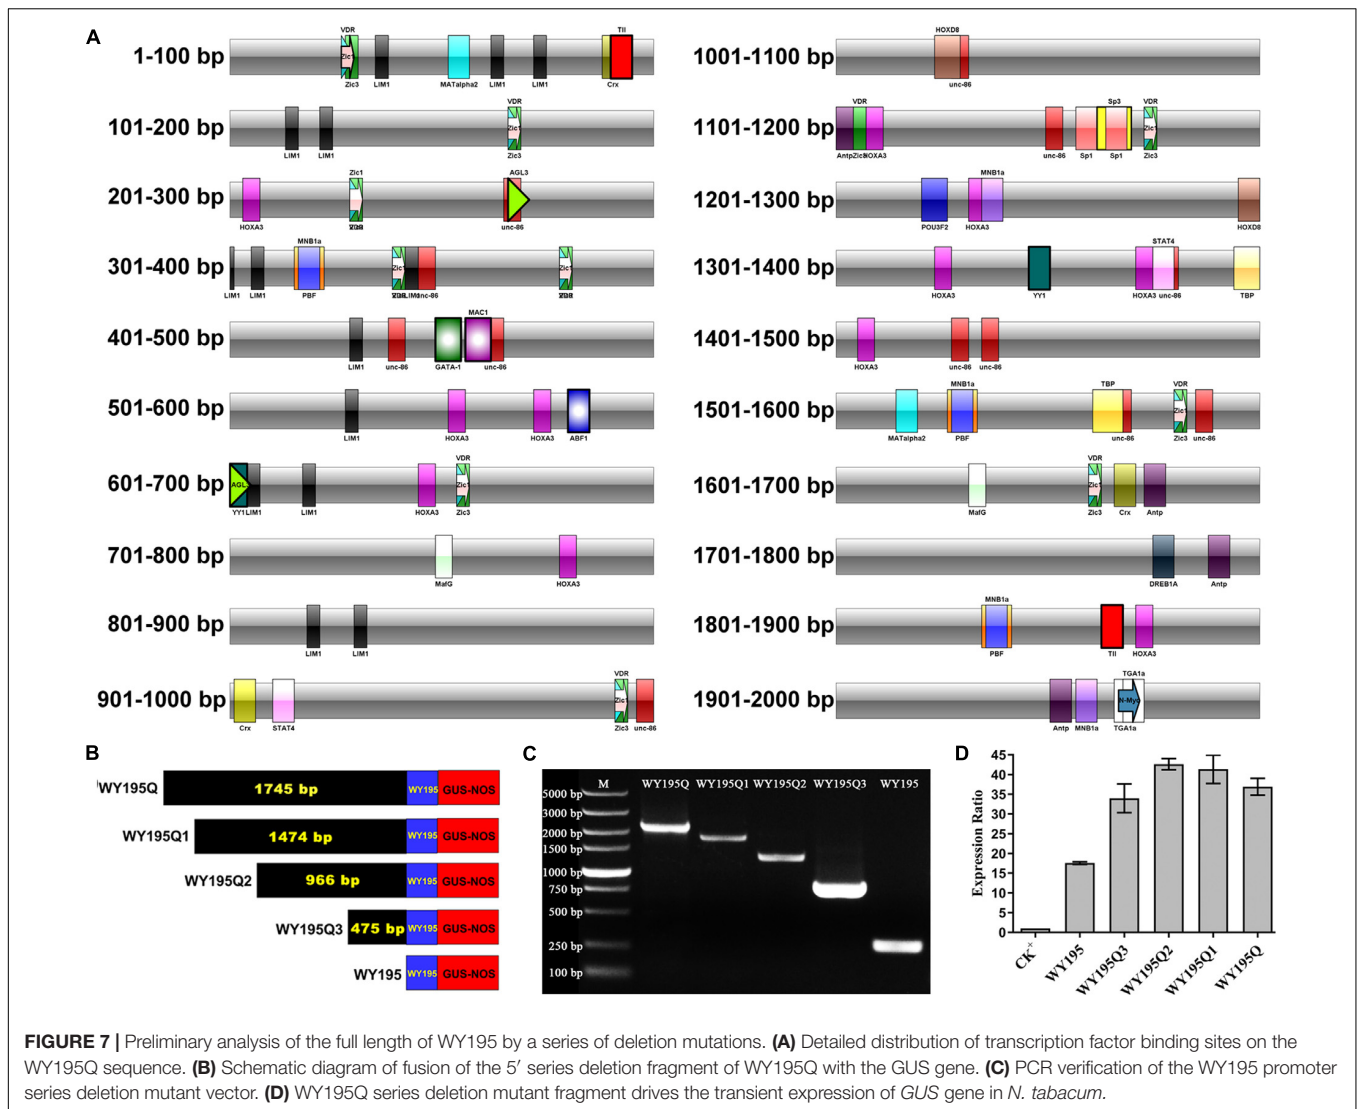 A
1-100 bp
VDR
Zic1
Zic3
LIM1
MATalpha2
LIM1
LIM1
Crx
Tll
101-200 bp
LIM1
LIM1
VDR
Zic1
Zic3
201-300 bp
HOXA3
Zic1
AGL3
unc-86
301-400 bp
LIM1
LIM1
MNB1a
PBF
Zic1
LIM1
unc-86
Zic1
401-500 bp
LIM1
unc-86
GATA-1
MAC1
unc-86
501-600 bp
LIM1
HOXA3
HOXA3
ABF1
601-700 bp
AGL
YY1
LIM1
LIM1
HOXA3
VDR
Zic1
Zic3
701-800 bp
MafG
HOXA3
801-900 bp
LIM1
LIM1
901-1000 bp
Crx
STAT4
VDR
Zic1
Zic3
unc-86
1001-1100 bp
HOXD8
unc-86
1101-1200 bp
VDR
Antp
Zic3
HOXA3
unc-86
Sp1
Sp3
Sp1
VDR
Zic1
Zic3
1201-1300 bp
POU3F2
HOXA3
MNB1a
HOXD8
1301-1400 bp
HOXA3
YY1
HOXA3
STAT4
unc-86
TBP
1401-1500 bp
HOXA3
unc-86
unc-86
1501-1600 bp
MATalpha2
MNB1a
PBF
TBP
unc-86
VDR
Zic1
Zic3
unc-86
1601-1700 bp
MafG
VDR
Zic1
Zic3
Crx
Antp
1701-1800 bp
DREB1A
Antp
1801-1900 bp
MNB1a
PBF
Tll
HOXA3
1901-2000 bp
Antp
MNB1a
TGA1a
N-Myc
TGA1a
B
WY195Q 1745 bp WY195 GUS-NOS
WY195Q1 1474 bp WY195 GUS-NOS
WY195Q2 966 bp WY195 GUS-NOS
WY195Q3 475 bp WY195 GUS-NOS
WY195 WY195 GUS-NOS
C
M WY195Q WY195Q1 WY195Q2 WY195Q3 WY195
5000 bp
3000 bp
2000 bp
1500 bp
1000 bp
750 bp
500 bp
250 bp
100 bp
D
Expression Ratio
45
40
35
30
25
20
15
10
5
0
CK+
WY195
WY195Q3
WY195Q2
WY195Q1
WY195Q
FIGURE 7 | Preliminary analysis of the full length of WY195 by a series of deletion mutations. (A) Detailed distribution of transcription factor binding sites on the
WY195Q sequence. (B) Schematic diagram of fusion of the 5′ series deletion fragment of WY195Q with the GUS gene. (C) PCR verification of the WY195 promoter
series deletion mutant vector. (D) WY195Q series deletion mutant fragment drives the transient expression of GUS gene in N. tabacum.